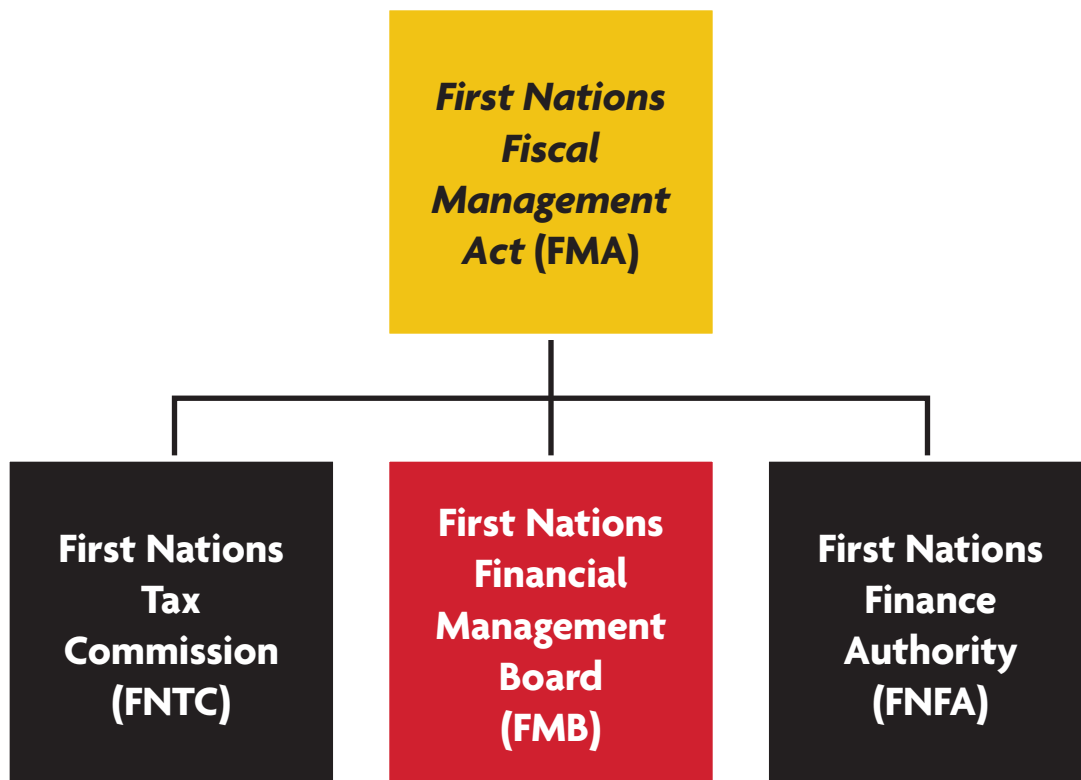 First Nations
Fiscal
Management
Act (FMA)
First Nations
Tax
Commission
(FNTC)
First Nations
Financial
Management
Board
(FMB)
First Nations
Finance
Authority
(FNFA)